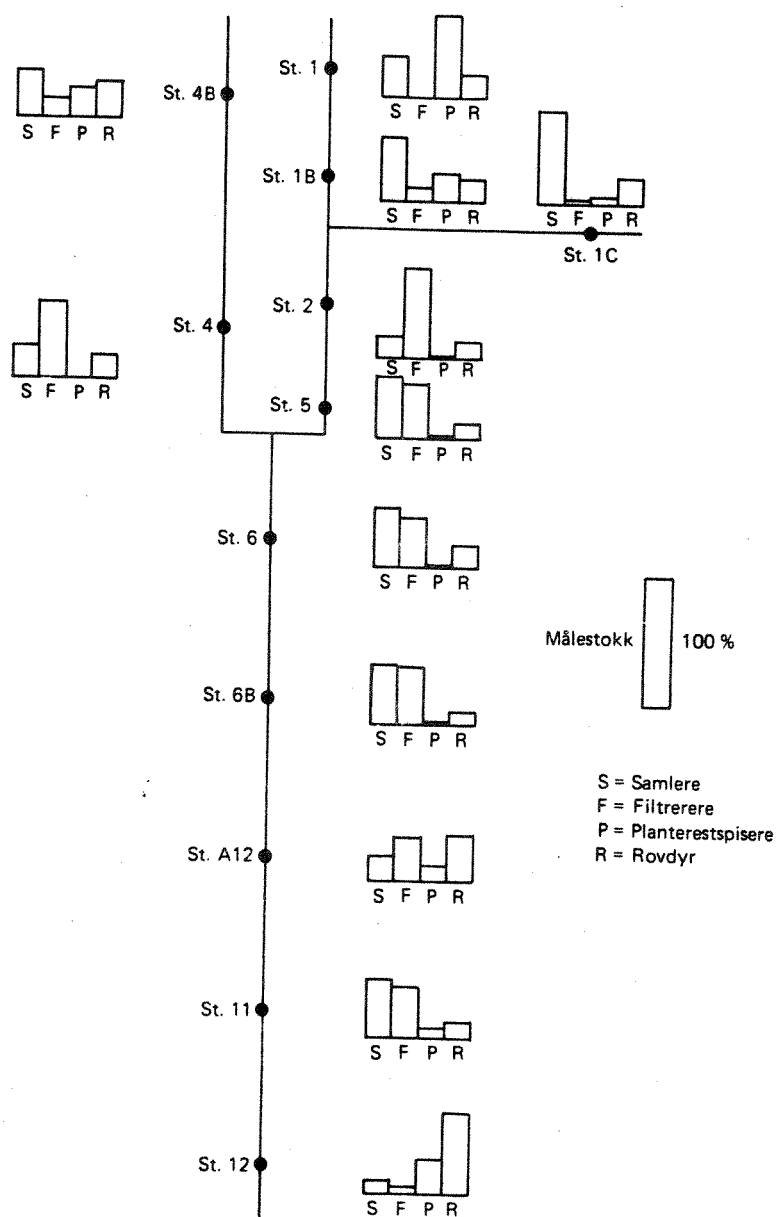 St. 1
St. 4B
S F P R
S F P R
St. 1B
S F P R
S F P R
St. 1C
St. 2
St. 4
S F P R
S F P R
St. 5
S F P R
St. 6
S F P R
Målestokk 100 %
St. 6B
S F P R
S = Samlere
F = Filtrerere
P = Planterestspisere
R = Rovdyr
St. A12
S F P R
St. 11
S F P R
St. 12
S F P R